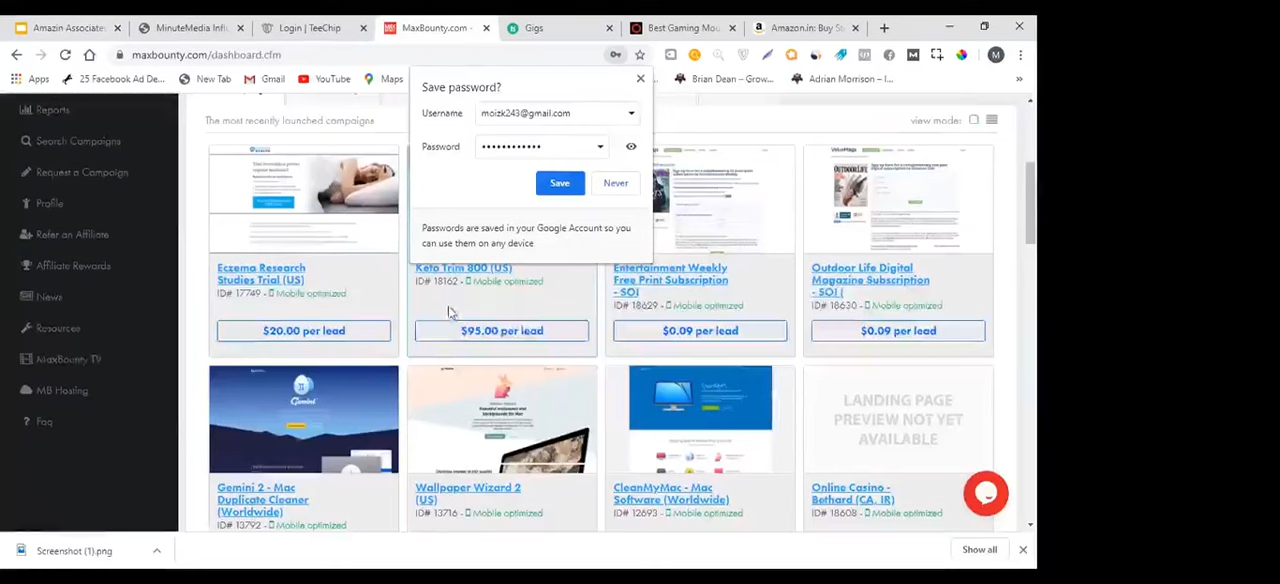 Amazin Associate
MinuteMedia Infl
Login | TeeChip
MaxBounty.com -
Gigs
Best Gaming Mou
Amazon.in: Buy St
maxbounty.com/dashboard.cfm
Apps
25 Facebook Ad De...
New Tab
Gmail
YouTube
Maps
Brian Dean – Grow...
Adrian Morrison – I...
Save password?
Username
moizk243@gmail.com
Password
••••••••••••
Save
Never
Passwords are saved in your Google Account so you
can use them on any device
Reports
Search Campaigns
Request a Campaign
Profile
Refer an Affiliate
Affiliate Rewards
News
Resources
MaxBounty TV
MB Hosting
Faq
The most recently launched campaigns
view mode:
Eczema Research
Studies Trial (US)
ID# 17749 - Mobile optimized
$20.00 per lead
Keto Trim 800 (US)
ID# 18162 - Mobile optimized
$95.00 per lead
Entertainment Weekly
Free Print Subscription
- SOI
ID# 18629 - Mobile optimized
$0.09 per lead
OUTDOOR LIFE
Outdoor Life Digital
Magazine Subscription
- SOI (
ID# 18630 - Mobile optimized
$0.09 per lead
Gemini
Gemini 2 - Mac
Duplicate Cleaner
(Worldwide)
ID# 13792 - Mobile optimized
Wallpaper Wizard 2
(US)
ID# 13716 - Mobile optimized
CleanMyMac - Mac
Software (Worldwide)
ID# 12693 - Mobile optimized
LANDING PAGE
PREVIEW NOT YET
AVAILABLE
Online Casino -
Bethard (CA, IR)
ID# 18608 - Mobile optimized
Screenshot (1).png
Show all